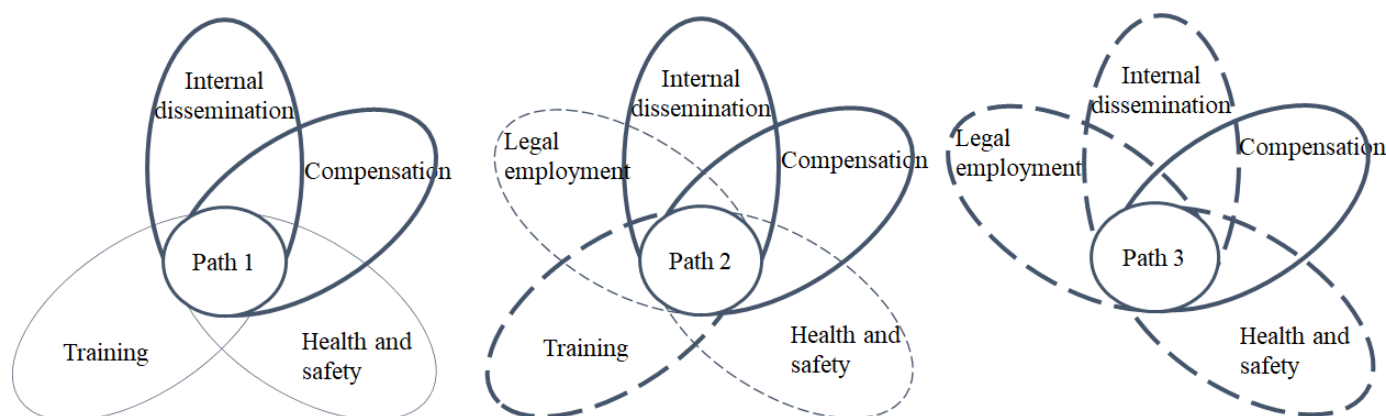 Internal
dissemination
Compensation
Path 1
Training
Health and
safety
Internal
dissemination
Legal
employment
Compensation
Path 2
Training
Health and
safety
Internal
dissemination
Legal
employment
Compensation
Path 3
Health and
safety